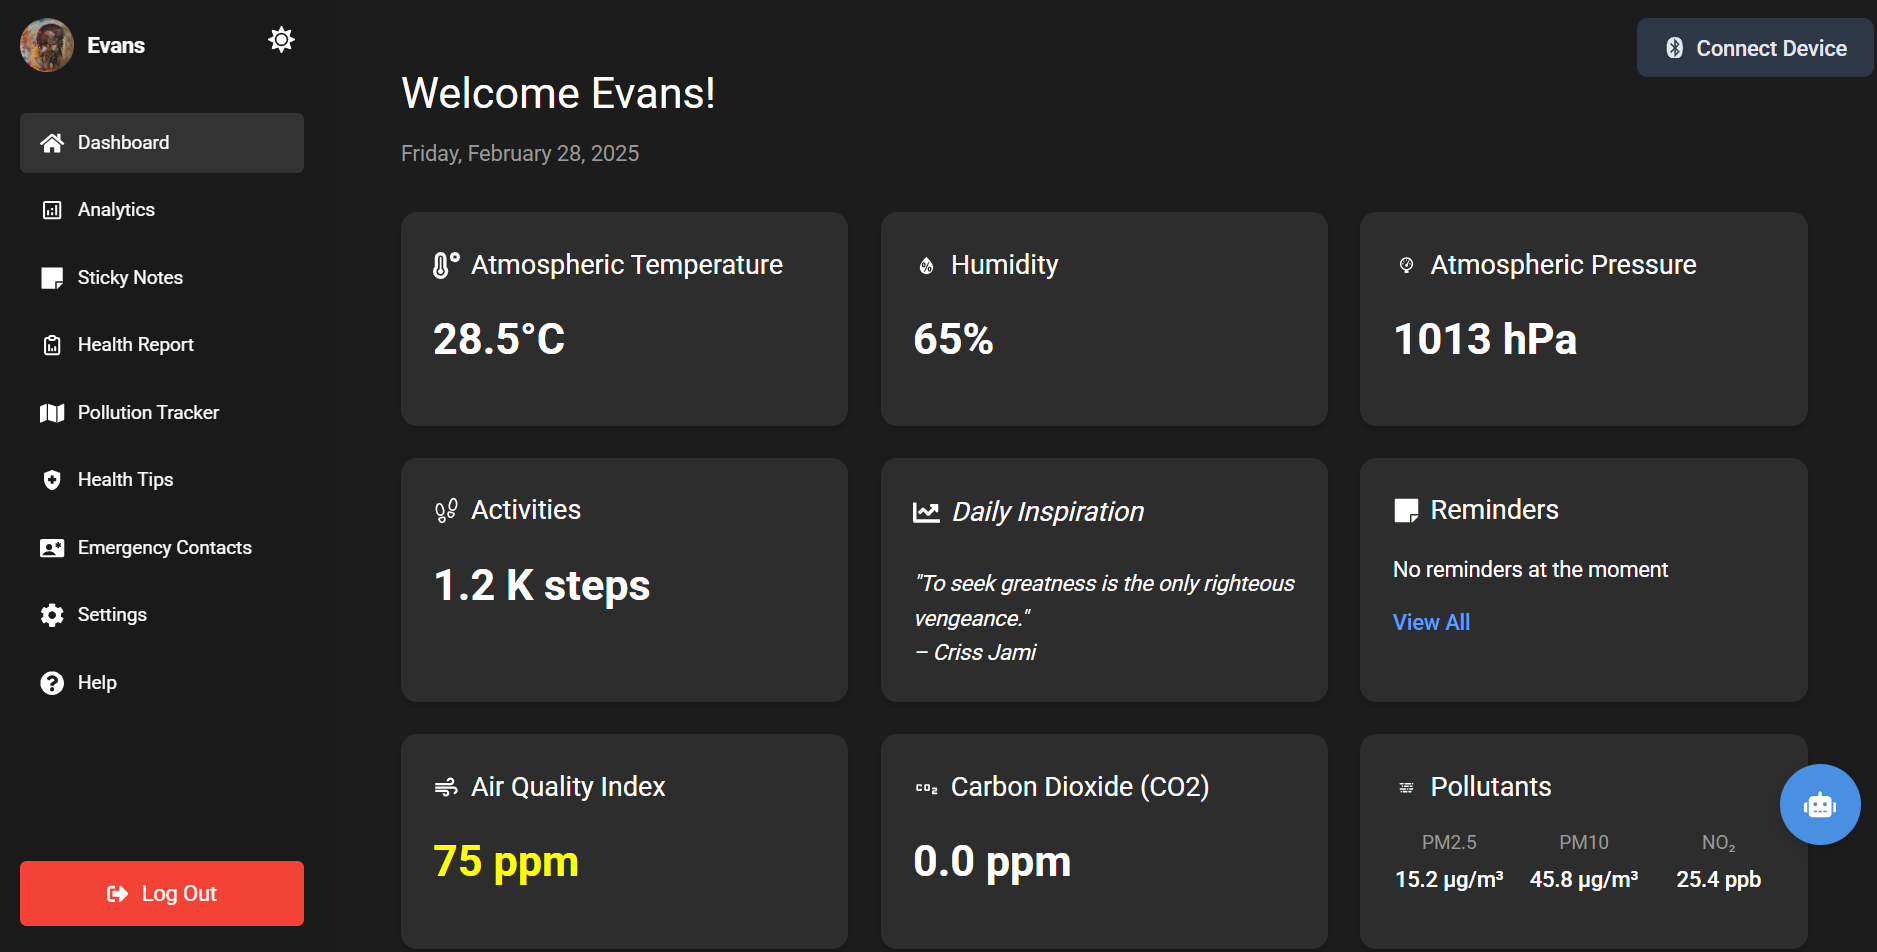 Evans
Connect Device
Welcome Evans!
Friday, February 28, 2025
Dashboard
Analytics
Sticky Notes
Health Report
Pollution Tracker
Health Tips
Emergency Contacts
Settings
Help
Log Out
Atmospheric Temperature
28.5°C
Humidity
65%
Atmospheric Pressure
1013 hPa
Activities
1.2 K steps
Daily Inspiration
"To seek greatness is the only righteous
vengeance."
– Criss Jami
Reminders
No reminders at the moment
View All
Air Quality Index
75 ppm
CO₂ Carbon Dioxide (CO2)
0.0 ppm
Pollutants
PM2.5 PM10 NO₂
15.2 µg/m³ 45.8 µg/m³ 25.4 ppb